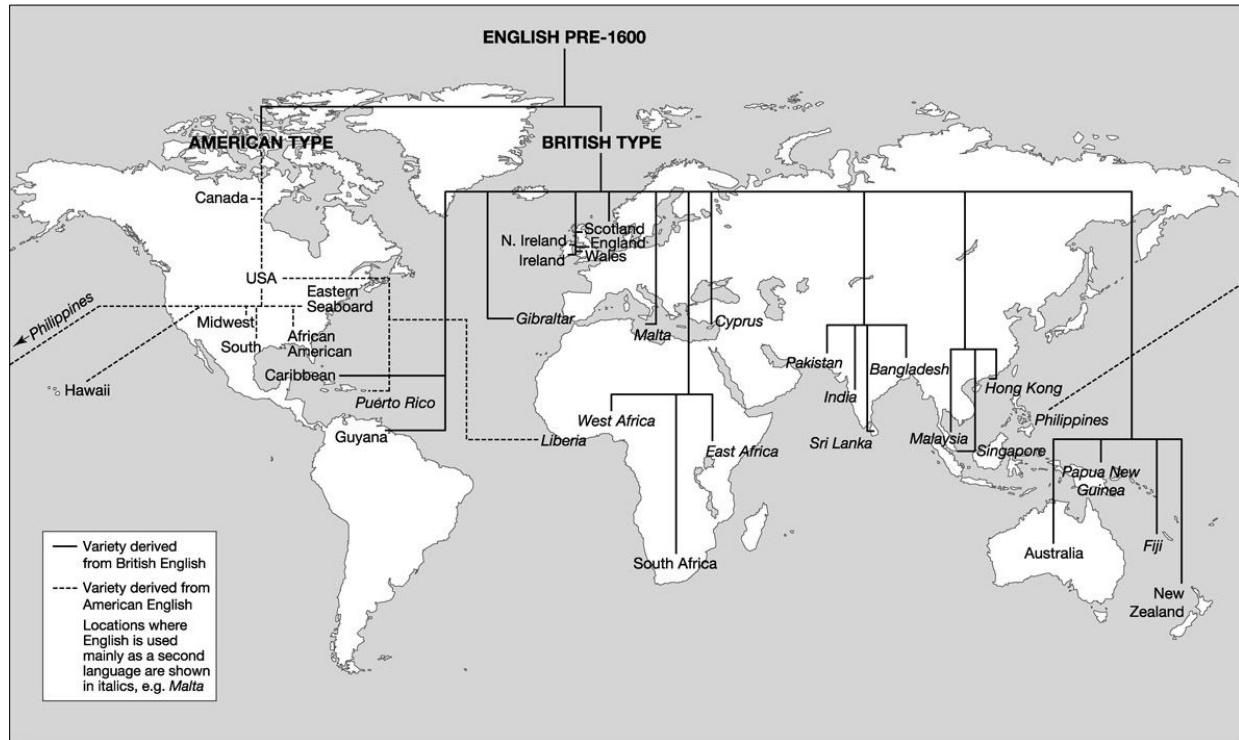 ENGLISH PRE-1600
AMERICAN TYPE
BRITISH TYPE
Canada
USA
Eastern
Seaboard
Midwest
South
African
American
Philippines
Hawaii
Caribbean
Puerto Rico
Guyana
Scotland
N. Ireland
England
Ireland
Wales
Gibraltar
Malta
Cyprus
West Africa
Liberia
East Africa
South Africa
Pakistan
India
Bangladesh
Sri Lanka
Hong Kong
Malaysia
Singapore
Philippines
Papua New
Guinea
Australia
Fiji
New
Zealand
Variety derived
from British English
Variety derived from
American English
Locations where
English is used
mainly as a second
language are shown
in italics, e.g. Malta